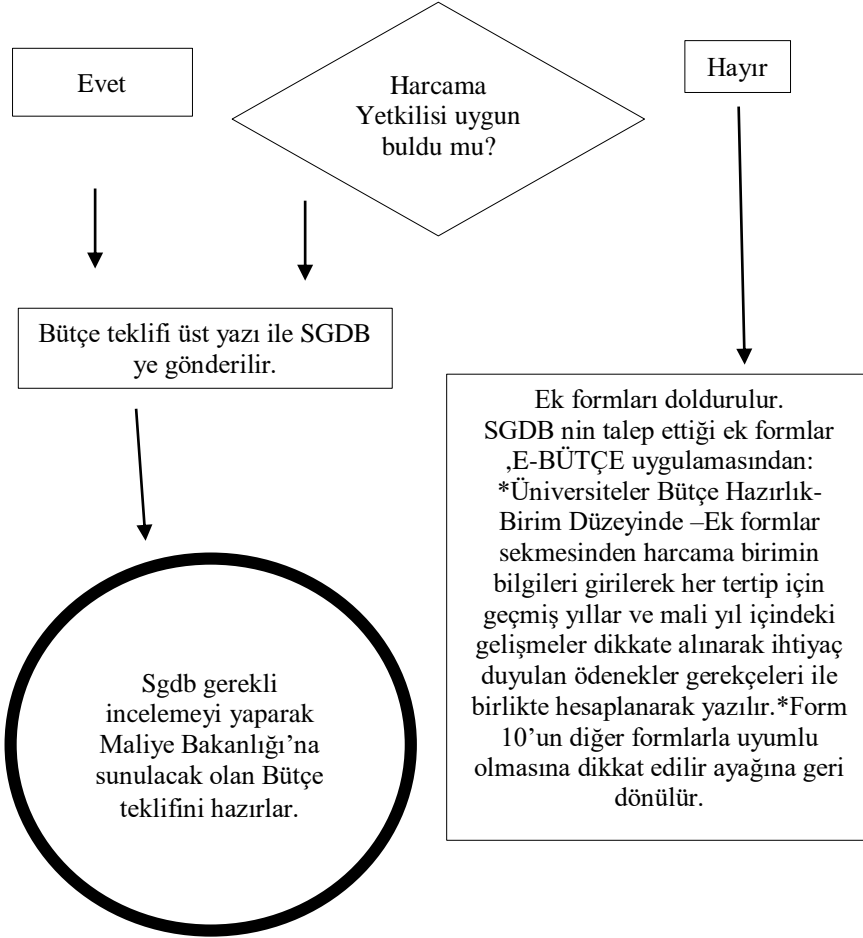 Evet
Harcama
Yetkilisi uygun
buldu mu?
Hayır
Bütçe teklifi üst yazı ile SGDB
ye gönderilir.
Ek formları doldurulur.
SGDB nin talep ettiği ek formlar
,E-BÜTÇE uygulamasından:
*Üniversiteler Bütçe Hazırlık-
Birim Düzeyinde –Ek formlar
sekmesinden harcama birimin
bilgileri girilerek her tertip için
geçmiş yıllar ve mali yıl içindeki
gelişmeler dikkate alınarak ihtiyaç
duyulan ödenekler gerekçeleri ile
birlikte hesaplanarak yazılır.*Form
10’un diğer formlarla uyumlu
olmasına dikkat edilir ayağına geri
dönülür.
Sgdb gerekli
incelemeyi yaparak
Maliye Bakanlığı’na
sunulacak olan Bütçe
teklifini hazırlar.